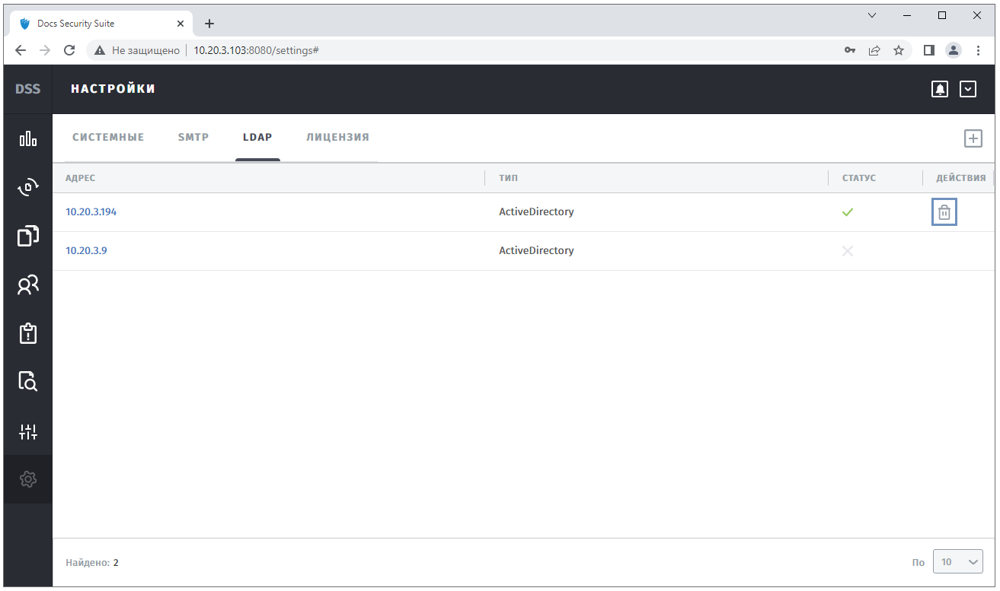 Docs Security Suite
Не защищено 10.20.3.103:8080/settings#
DSS НАСТРОЙКИ
СИСТЕМНЫЕ SMTP LDAP ЛИЦЕНЗИЯ
АДРЕС ТИП СТАТУС ДЕЙСТВИЯ
10.20.3.194 ActiveDirectory
10.20.3.9 ActiveDirectory
Найдено: 2 По 10